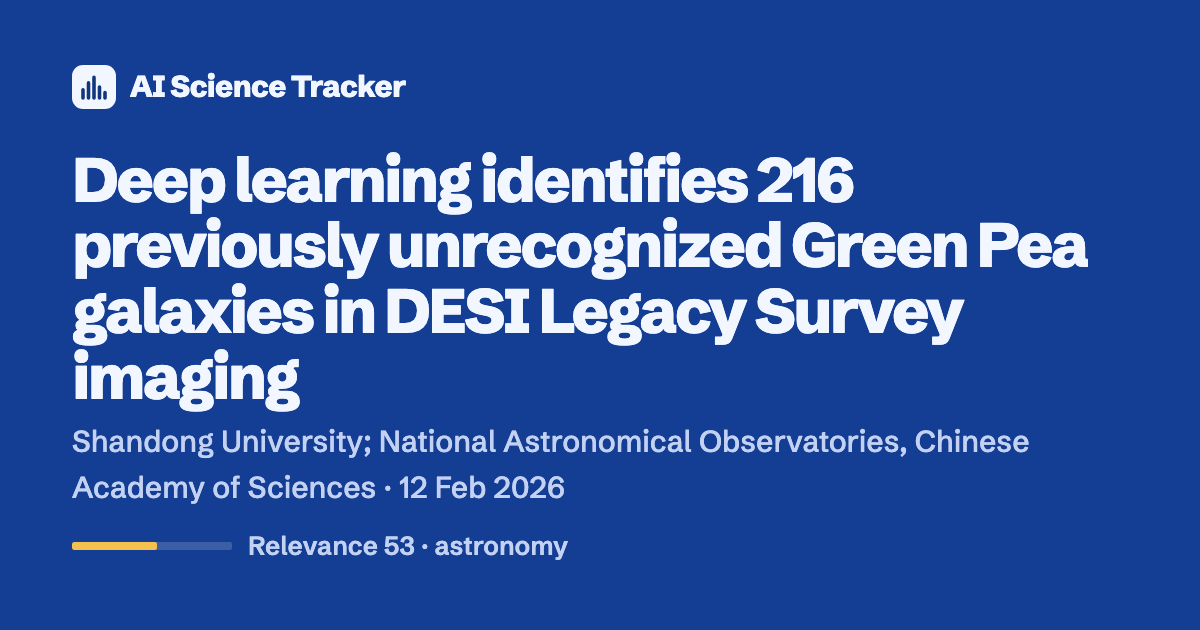 AI Science Tracker
Deep learning identifies 216
previously unrecognized Green Pea
galaxies in DESI Legacy Survey
imaging
Shandong University; National Astronomical Observatories, Chinese
Academy of Sciences · 12 Feb 2026
Relevance 53 · astronomy